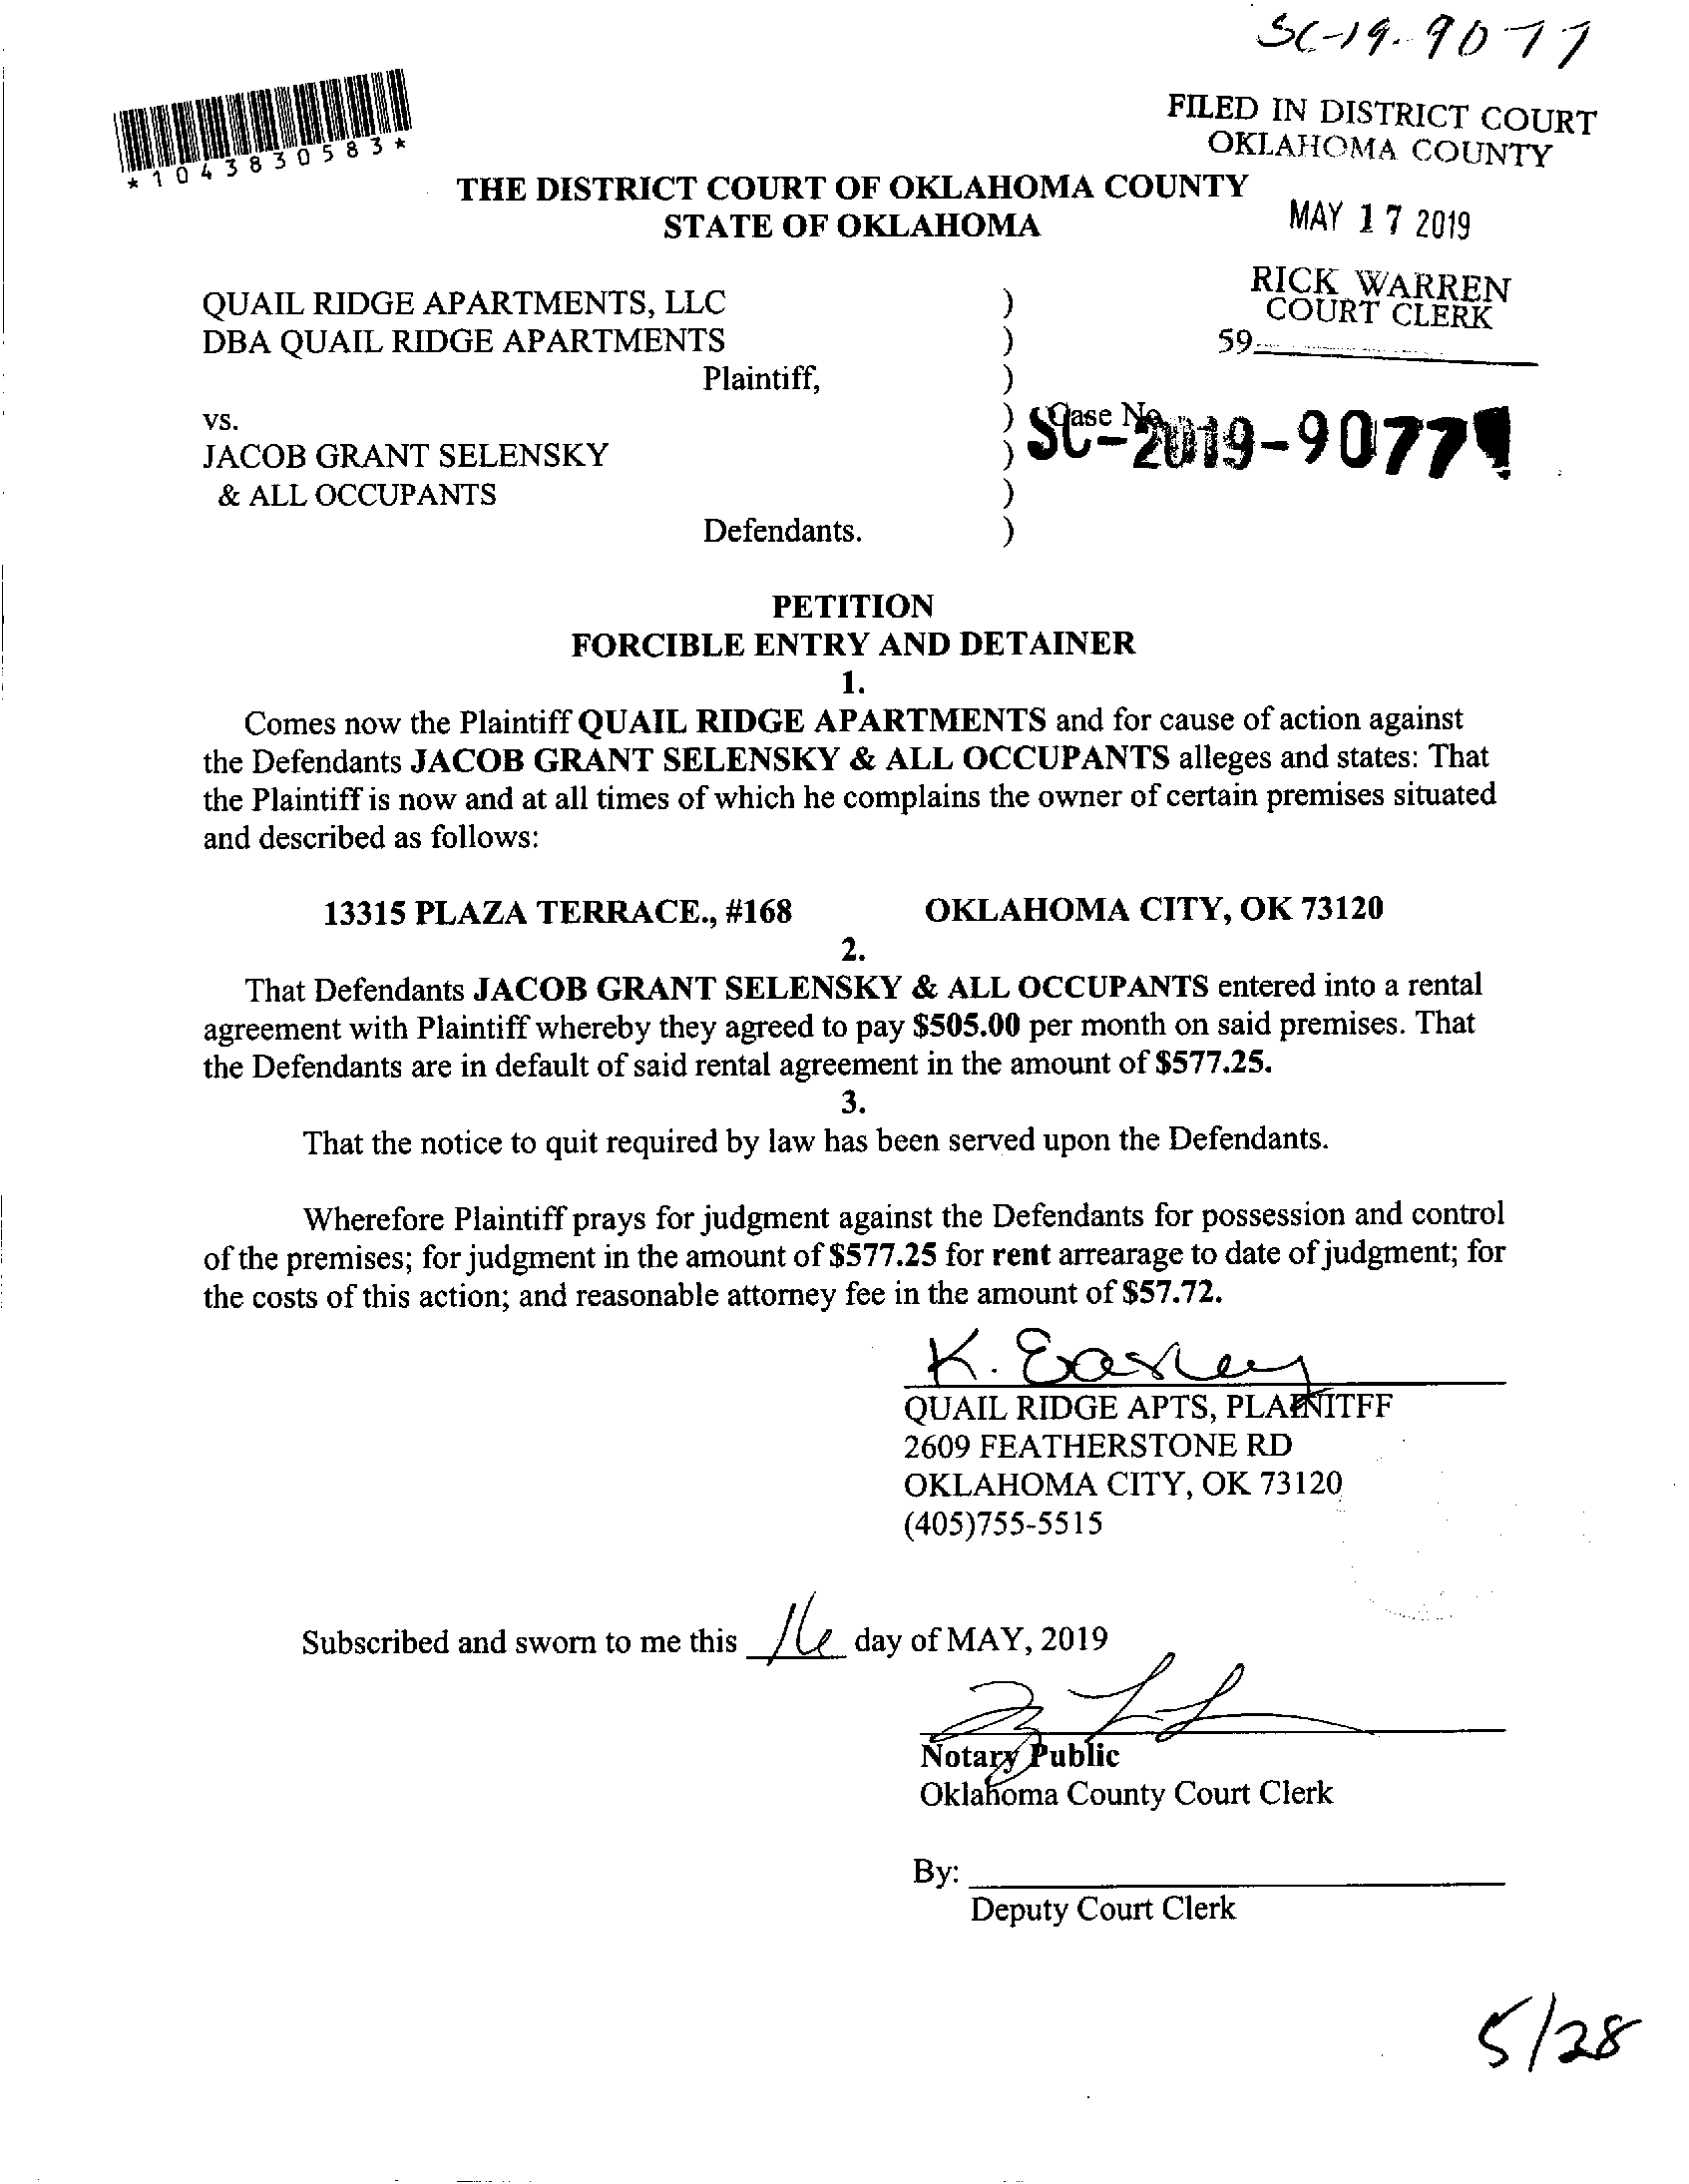 SC-19-9077
*1043830583*
FILED IN DISTRICT COURT
OKLAHOMA COUNTY
THE DISTRICT COURT OF OKLAHOMA COUNTY
STATE OF OKLAHOMA
MAY 17 2019
RICK WARREN
COURT CLERK
59
QUAIL RIDGE APARTMENTS, LLC )
DBA QUAIL RIDGE APARTMENTS )
Plaintiff, )
vs. ) Case No.
SC-2019-9077
JACOB GRANT SELENSKY )
& ALL OCCUPANTS )
Defendants. )
PETITION
FORCIBLE ENTRY AND DETAINER
1.
Comes now the Plaintiff QUAIL RIDGE APARTMENTS and for cause of action against
the Defendants JACOB GRANT SELENSKY & ALL OCCUPANTS alleges and states: That
the Plaintiff is now and at all times of which he complains the owner of certain premises situated
and described as follows:
13315 PLAZA TERRACE., #168 OKLAHOMA CITY, OK 73120
2.
That Defendants JACOB GRANT SELENSKY & ALL OCCUPANTS entered into a rental
agreement with Plaintiff whereby they agreed to pay $505.00 per month on said premises. That
the Defendants are in default of said rental agreement in the amount of $577.25.
3.
That the notice to quit required by law has been served upon the Defendants.
Wherefore Plaintiff prays for judgment against the Defendants for possession and control
of the premises; for judgment in the amount of $577.25 for rent arrearage to date of judgment; for
the costs of this action; and reasonable attorney fee in the amount of $57.72.
K. Easley
QUAIL RIDGE APTS, PLAINITFF
2609 FEATHERSTONE RD
OKLAHOMA CITY, OK 73120
(405)755-5515
Subscribed and sworn to me this 16 day of MAY, 2019
Notary Public
Oklahoma County Court Clerk
By:
Deputy Court Clerk
5/28